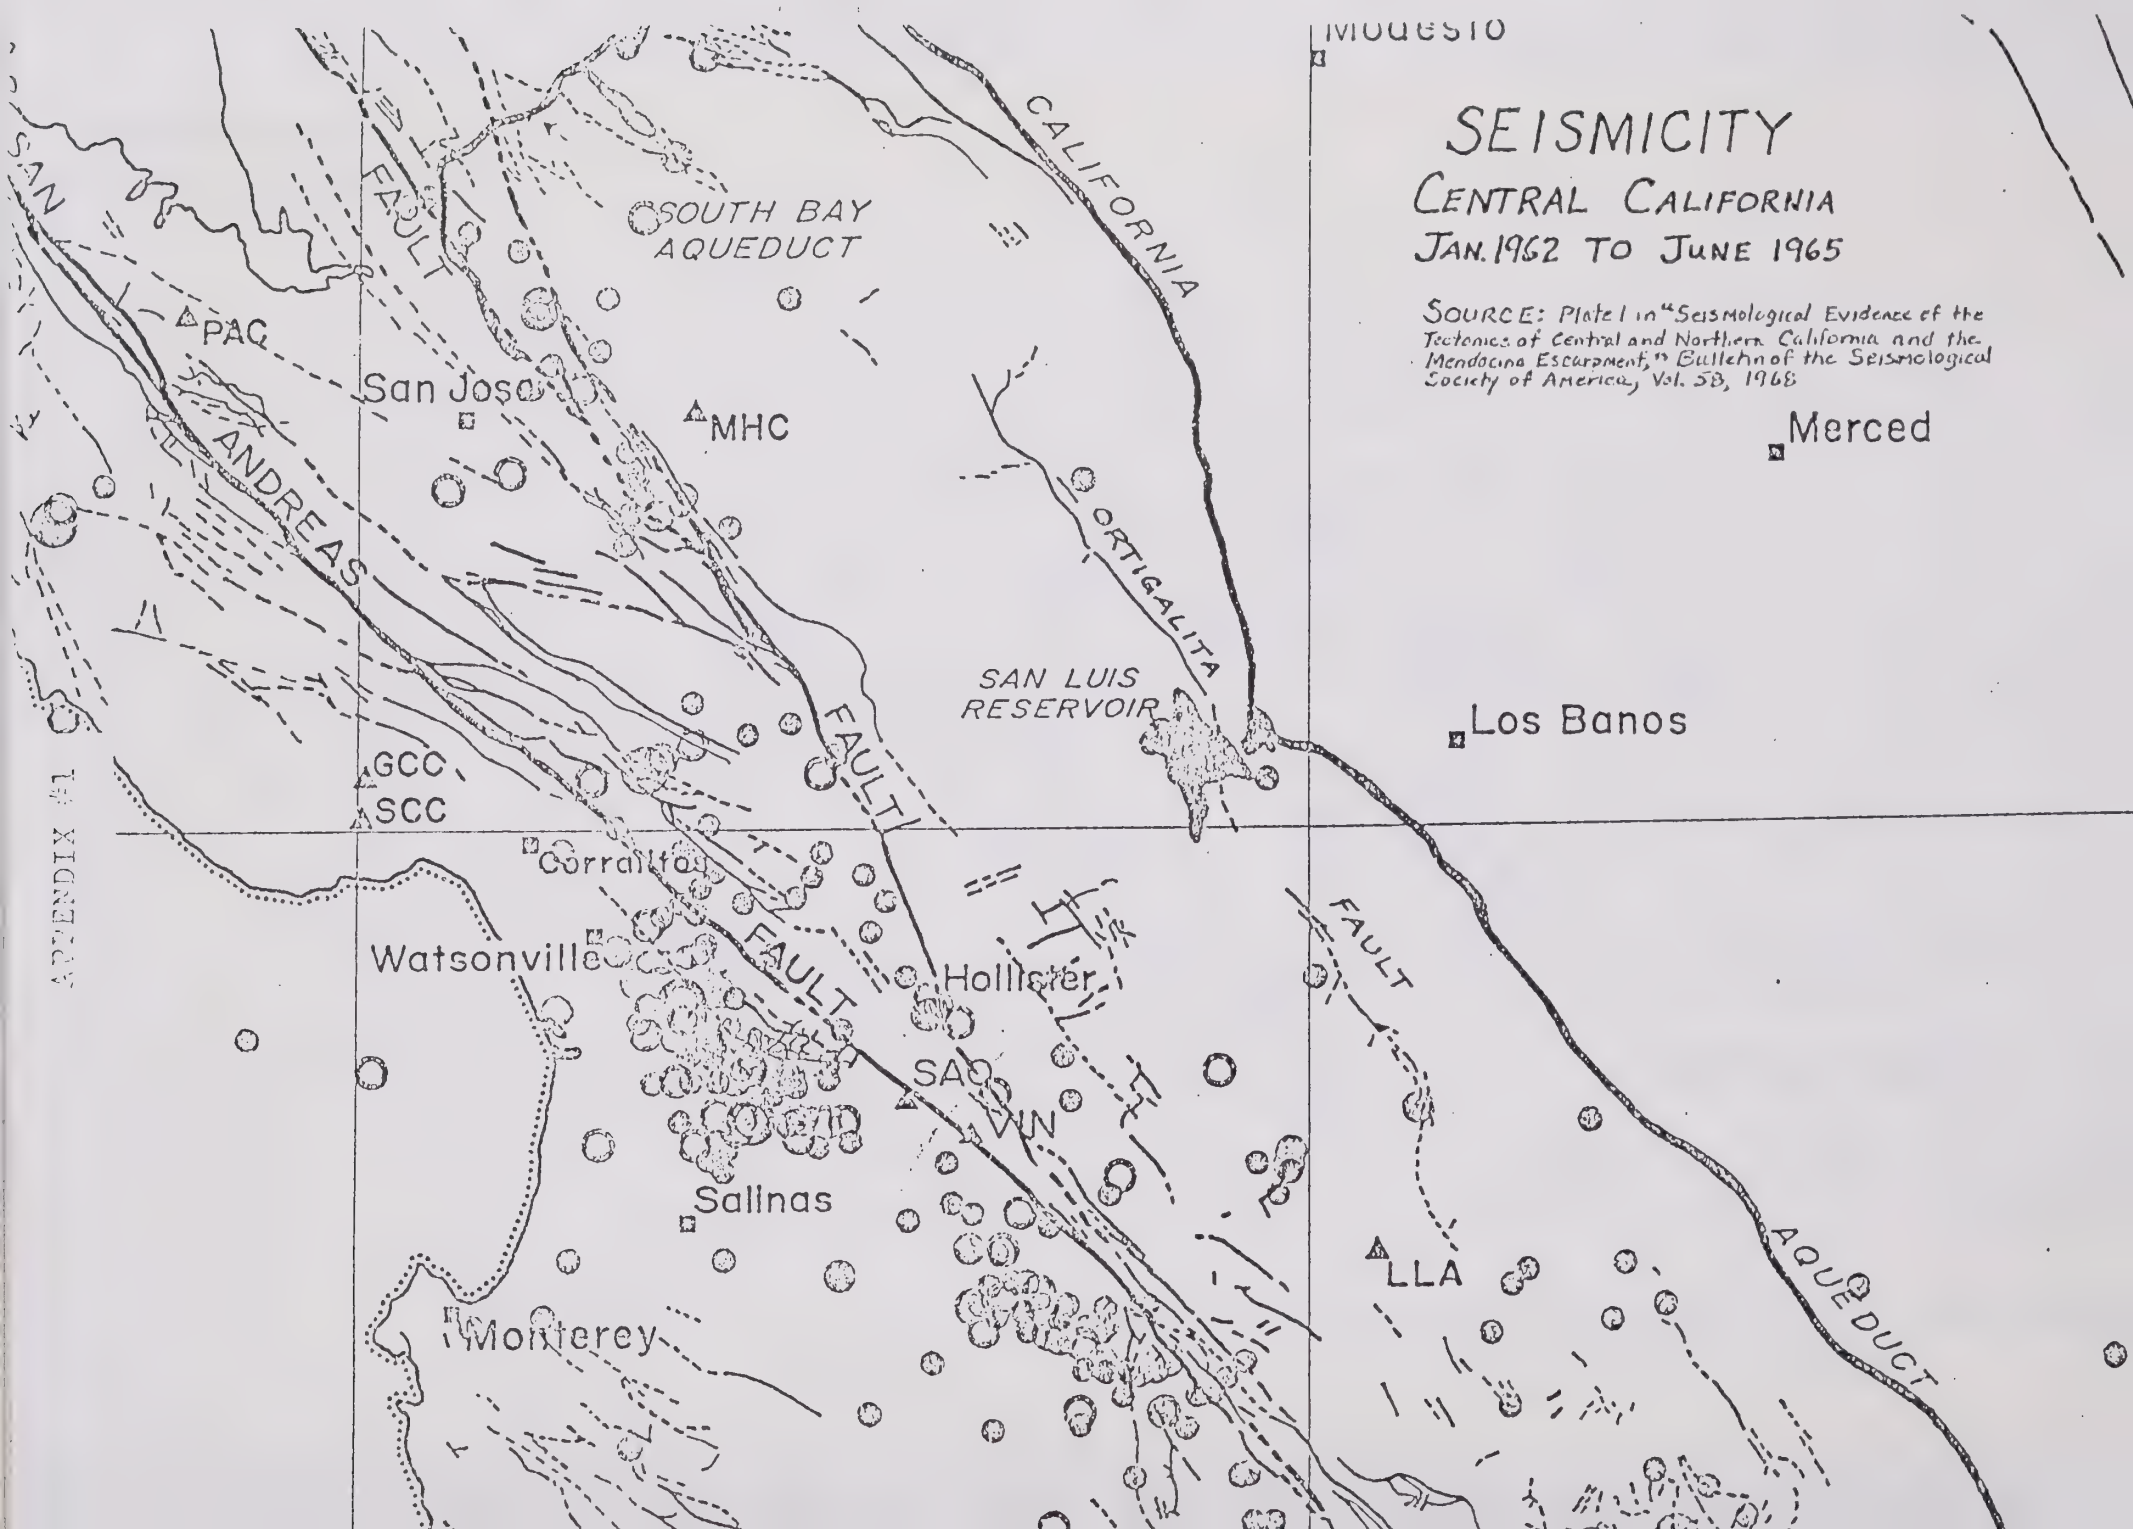 Modesto
SEISMICITY
CENTRAL CALIFORNIA
JAN. 1962 TO JUNE 1965
SOURCE: Plate 1 in "Seismological Evidence of the
Tectonics of Central and Northern California and the
Mendocino Escarpment," Bulletin of the Seismological
Society of America, Vol. 58, 1968
CALIFORNIA
SAN
FAULT
SOUTH BAY
AQUEDUCT
PAC
San Jose
MHC
Merced
ANDREAS
ORTIGALITA
SAN LUIS
RESERVOIR
FAULT
Los Banos
GCC
SCC
APPENDIX #1
Corralitos
FAULT
FAULT
Watsonville
Hollister
SAO
VIN
Salinas
LLA
AQUEDUCT
Monterey